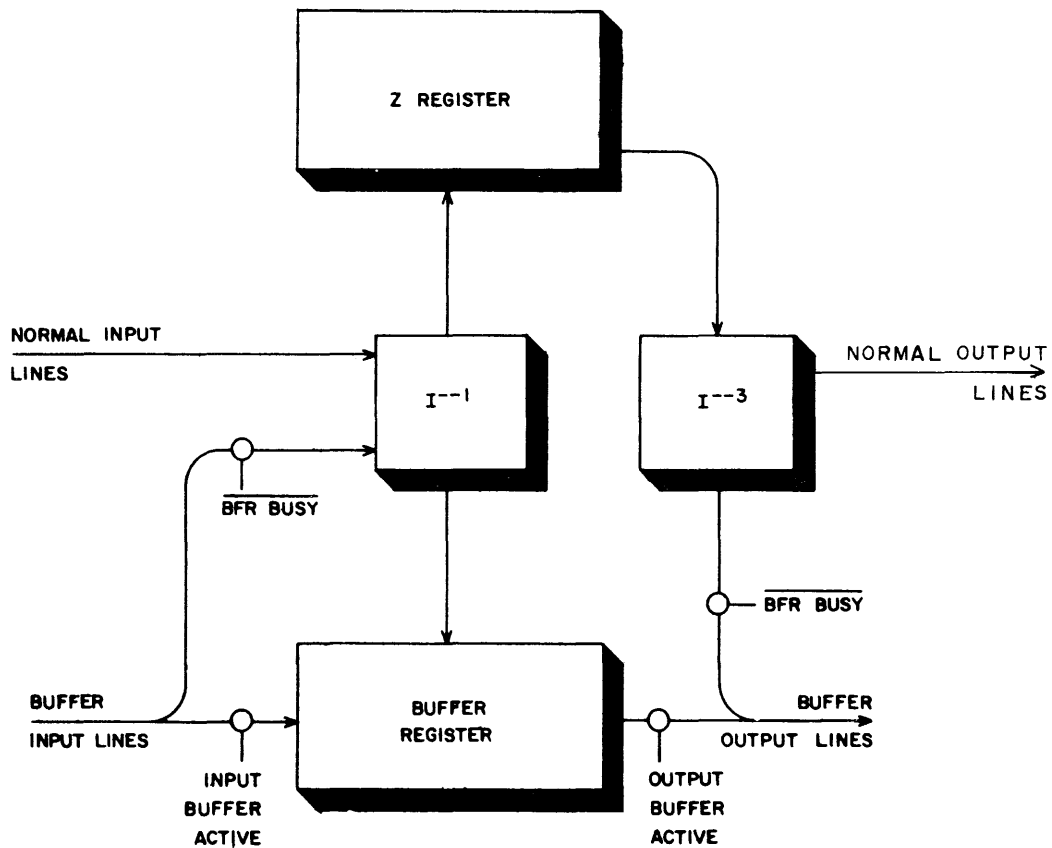 Z REGISTER
NORMAL INPUT
LINES
I--1
I--3
NORMAL OUTPUT
LINES
BFR BUSY
BFR BUSY
BUFFER
INPUT LINES
BUFFER
REGISTER
BUFFER
OUTPUT LINES
INPUT
BUFFER
ACTIVE
OUTPUT
BUFFER
ACTIVE